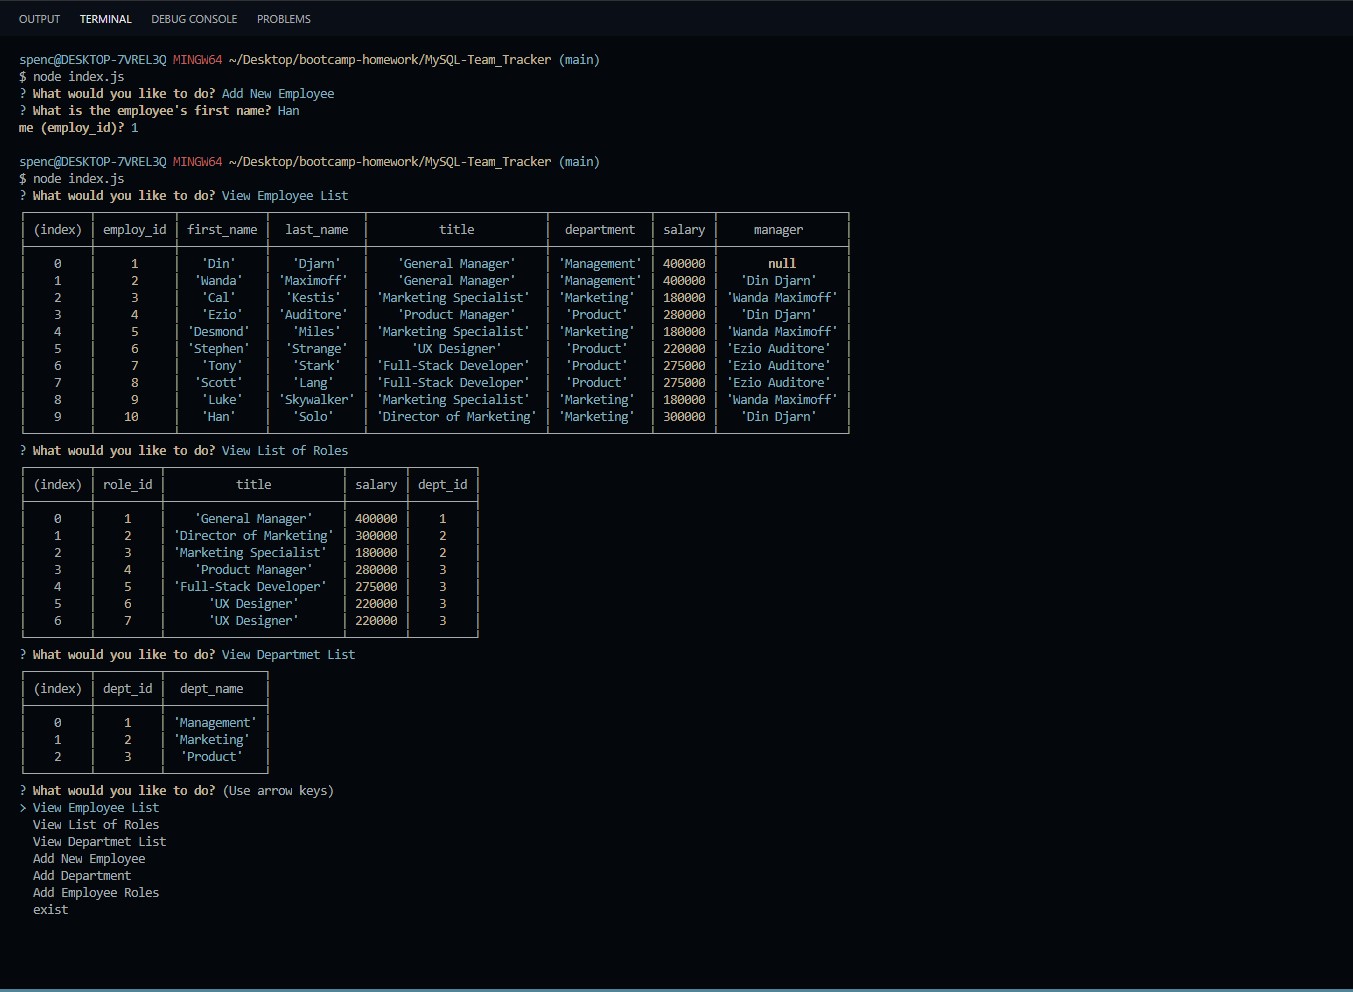 OUTPUT TERMINAL DEBUG CONSOLE PROBLEMS
spenc@DESKTOP-7VREL3Q MINGW64 ~/Desktop/bootcamp-homework/MySQL-Team_Tracker (main)
$ node index.js
? What would you like to do? Add New Employee
? What is the employee's first name? Han
me (employ_id)? 1
spenc@DESKTOP-7VREL3Q MINGW64 ~/Desktop/bootcamp-homework/MySQL-Team_Tracker (main)
$ node index.js
? What would you like to do? View Employee List
(index) employ_id first_name last_name title department salary manager
0 1 'Din' 'Djarn' 'General Manager' 'Management' 400000 null
1 2 'Wanda' 'Maximoff' 'General Manager' 'Management' 400000 'Din Djarn'
2 3 'Cal' 'Kestis' 'Marketing Specialist' 'Marketing' 180000 'Wanda Maximoff'
3 4 'Ezio' 'Auditore' 'Product Manager' 'Product' 280000 'Din Djarn'
4 5 'Desmond' 'Miles' 'Marketing Specialist' 'Marketing' 180000 'Wanda Maximoff'
5 6 'Stephen' 'Strange' 'UX Designer' 'Product' 220000 'Ezio Auditore'
6 7 'Tony' 'Stark' 'Full-Stack Developer' 'Product' 275000 'Ezio Auditore'
7 8 'Scott' 'Lang' 'Full-Stack Developer' 'Product' 275000 'Ezio Auditore'
8 9 'Luke' 'Skywalker' 'Marketing Specialist' 'Marketing' 180000 'Wanda Maximoff'
9 10 'Han' 'Solo' 'Director of Marketing' 'Marketing' 300000 'Din Djarn'
? What would you like to do? View List of Roles
(index) role_id title salary dept_id
0 1 'General Manager' 400000 1
1 2 'Director of Marketing' 300000 2
2 3 'Marketing Specialist' 180000 2
3 4 'Product Manager' 280000 3
4 5 'Full-Stack Developer' 275000 3
5 6 'UX Designer' 220000 3
6 7 'UX Designer' 220000 3
? What would you like to do? View Departmet List
(index) dept_id dept_name
0 1 'Management'
1 2 'Marketing'
2 3 'Product'
? What would you like to do? (Use arrow keys)
> View Employee List
View List of Roles
View Departmet List
Add New Employee
Add Department
Add Employee Roles
exist